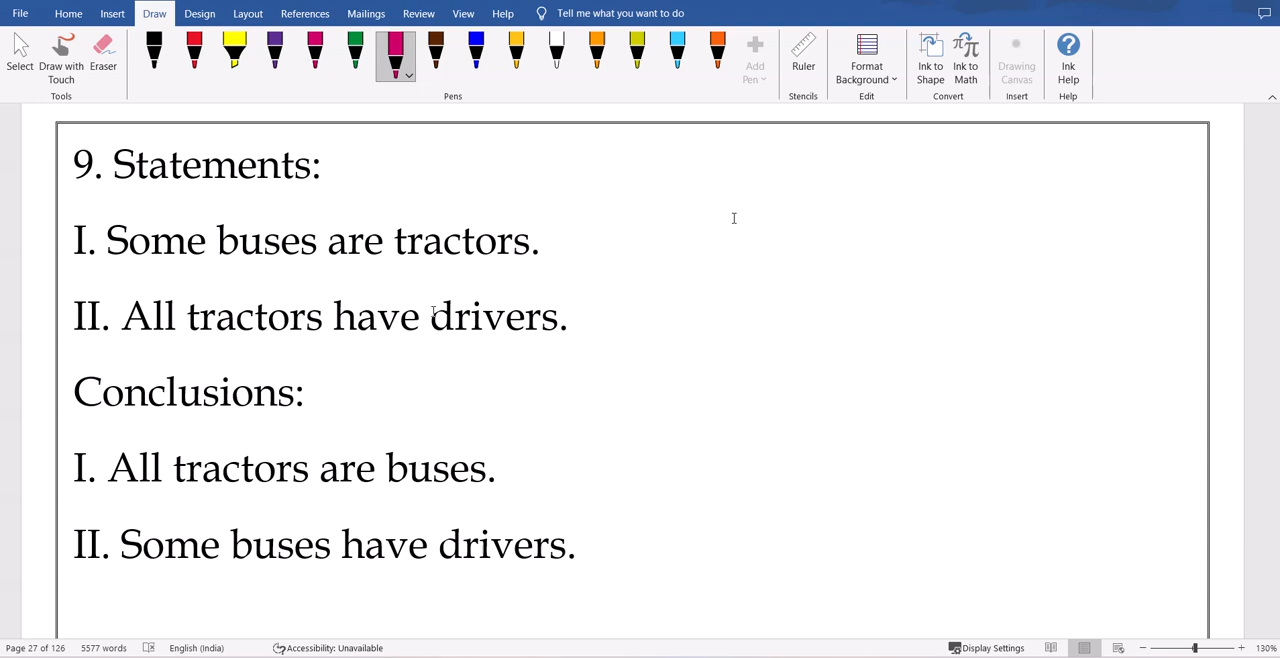 File Home Insert Draw Design Layout References Mailings Review View Help Tell me what you want to do
Select Draw with Touch Eraser Add Pen Ruler Format Background Ink to Shape Ink to Math Drawing Canvas Ink Help
Tools Pens Stencils Edit Convert Insert Help
9. Statements:
I. Some buses are tractors.
II. All tractors have drivers.
Conclusions:
I. All tractors are buses.
II. Some buses have drivers.
Page 27 of 126 5577 words English (India) Accessibility: Unavailable Display Settings 130%